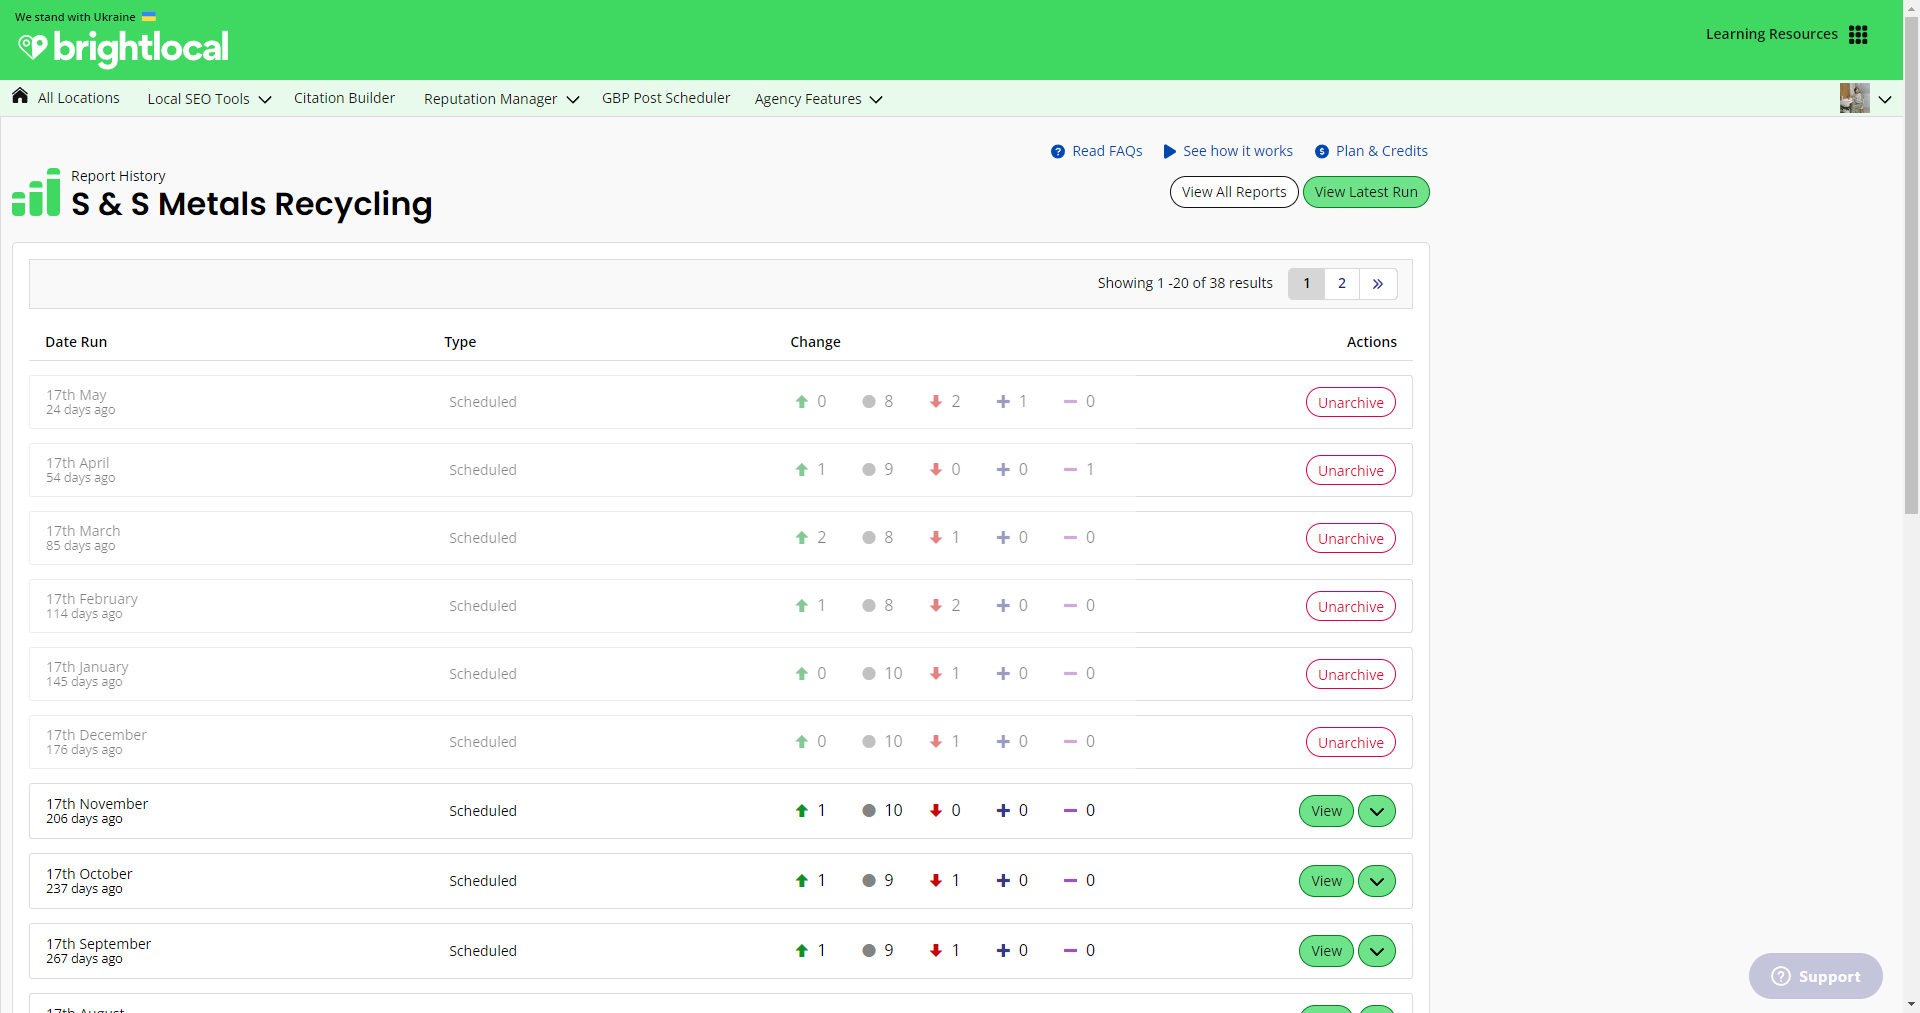 We stand with Ukraine
brightlocal
Learning Resources
All Locations
Local SEO Tools
Citation Builder
Reputation Manager
GBP Post Scheduler
Agency Features
Read FAQs
See how it works
Plan & Credits
Report History
S & S Metals Recycling
View All Reports
View Latest Run
Showing 1 -20 of 38 results
1
2
»
Date Run
Type
Change
Actions
17th May
24 days ago
Scheduled
0 8 2 1 0
Unarchive
17th April
54 days ago
Scheduled
1 9 0 0 1
Unarchive
17th March
85 days ago
Scheduled
2 8 1 0 0
Unarchive
17th February
114 days ago
Scheduled
1 8 2 0 0
Unarchive
17th January
145 days ago
Scheduled
0 10 1 0 0
Unarchive
17th December
176 days ago
Scheduled
0 10 1 0 0
Unarchive
17th November
206 days ago
Scheduled
1 10 0 0 0
View
17th October
237 days ago
Scheduled
1 9 1 0 0
View
17th September
267 days ago
Scheduled
1 9 1 0 0
View
17th August
Support